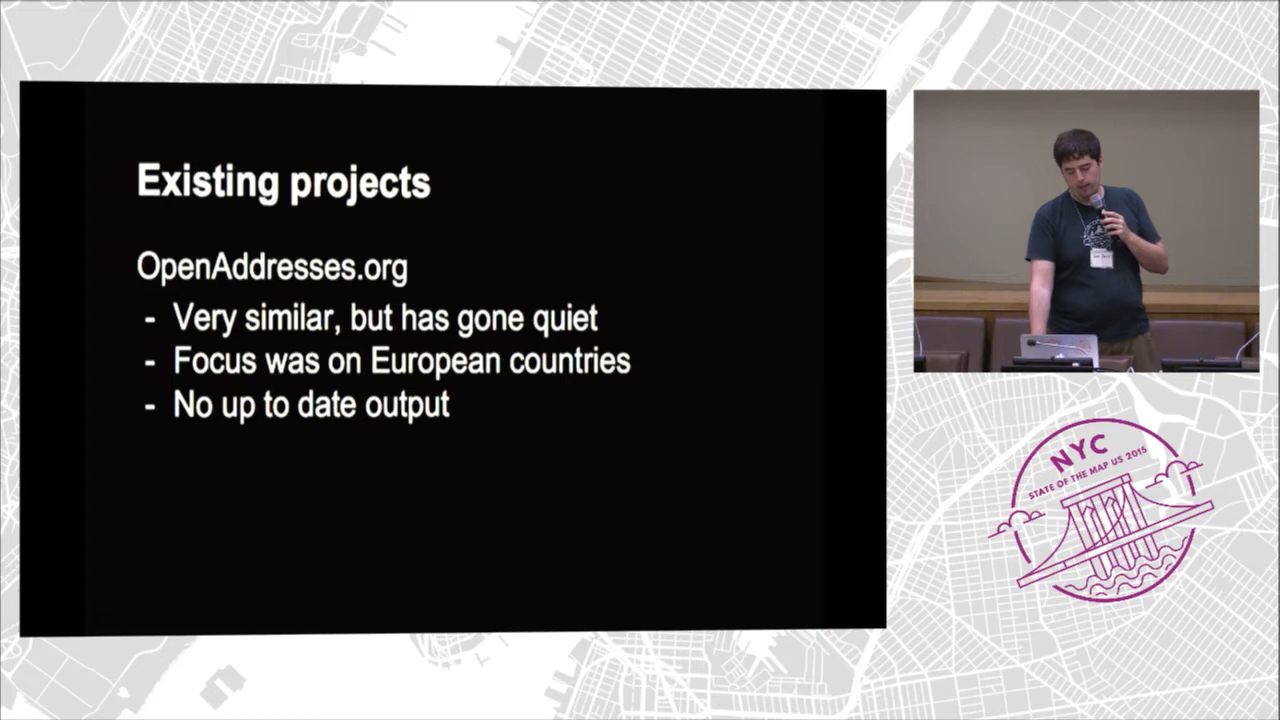 Existing projects
OpenAddresses.org
- Very similar, but has gone quiet
- Focus was on European countries
- No up to date output
NYC
STATE OF THE MAP US 2015